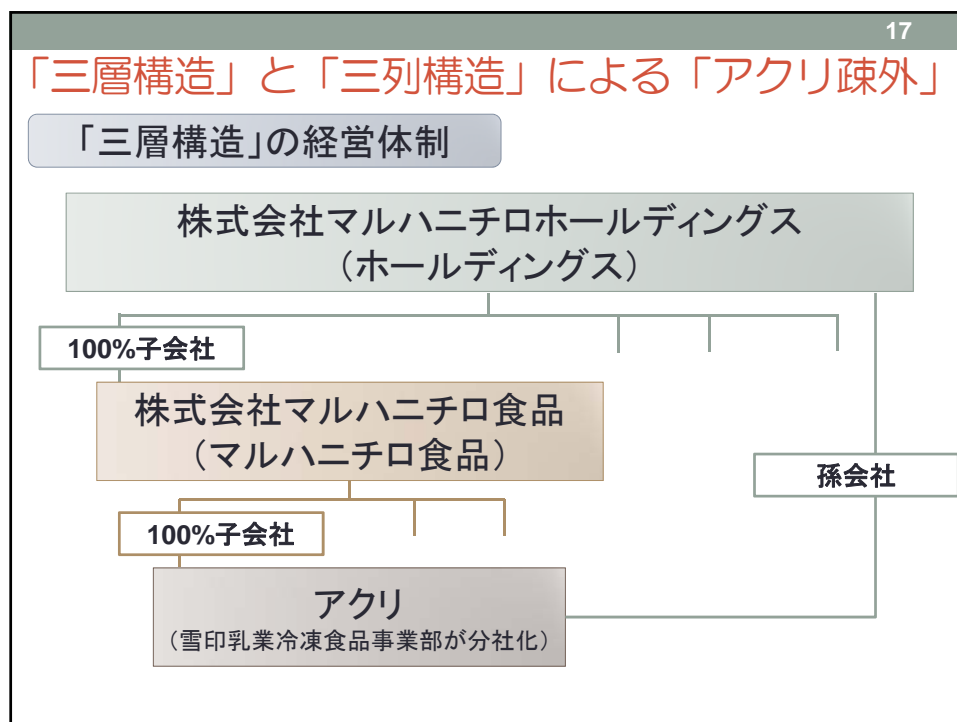 17
「三層構造」と「三列構造」による「アクリ疎外」
「三層構造」の経営体制
株式会社マルハニチロホールディングス
（ホールディングス）
100%子会社
株式会社マルハニチロ食品
（マルハニチロ食品）
孫会社
100%子会社
アクリ
（雪印乳業冷凍食品事業部が分社化）